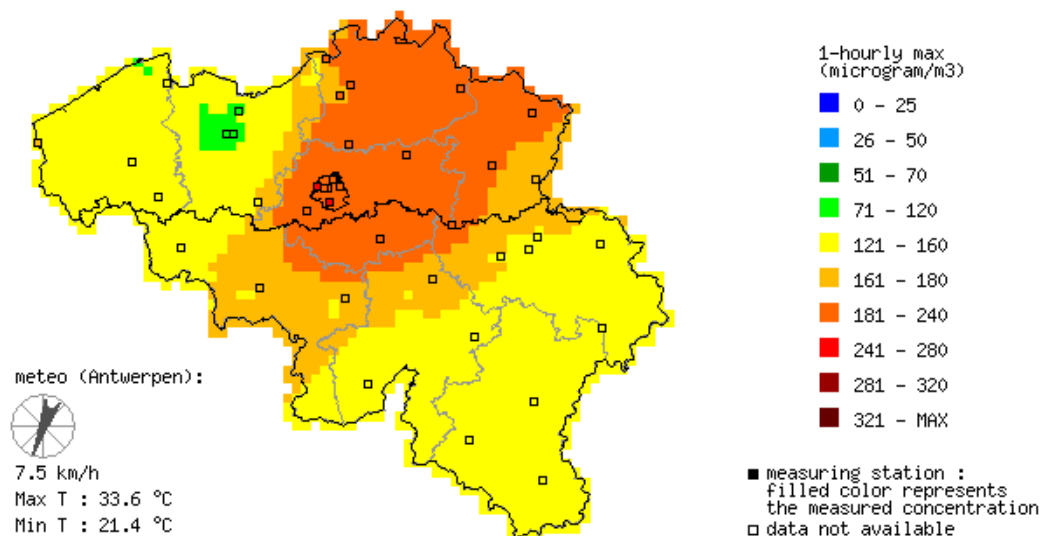 1-hourly max
(microgram/m3)
0 - 25
26 - 50
51 - 70
71 - 120
121 - 160
161 - 180
181 - 240
241 - 280
281 - 320
321 - MAX
meteo (Antwerpen):
7.5 km/h
Max T : 33.6 °C
Min T : 21.4 °C
measuring station :
filled color represents
the measured concentration
data not available